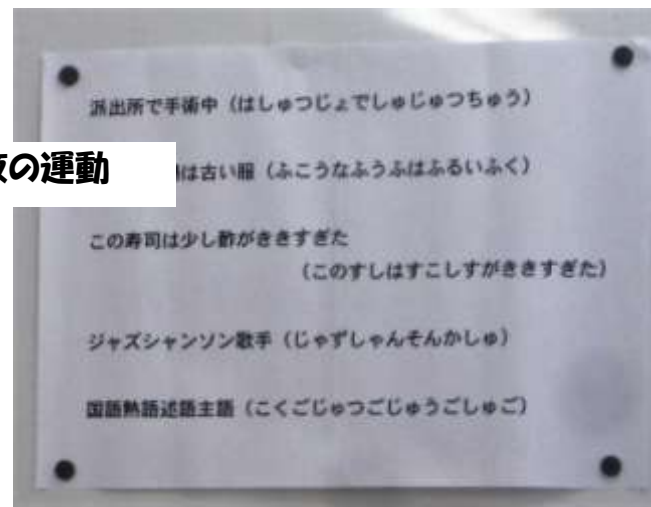 派出所で手術中（はしゅつじょでしゅじゅつちゅう）
の運動
は古い服（ふこうなふうふはふるいふく）
この寿司は少し酢がききすぎた
（このすしはすこしすがききすぎた）
ジャズシャンソン歌手（じゃずしゃんそんかしゅ）
国語熟語述語主語（こくごじゅつごじゅうごしゅご）